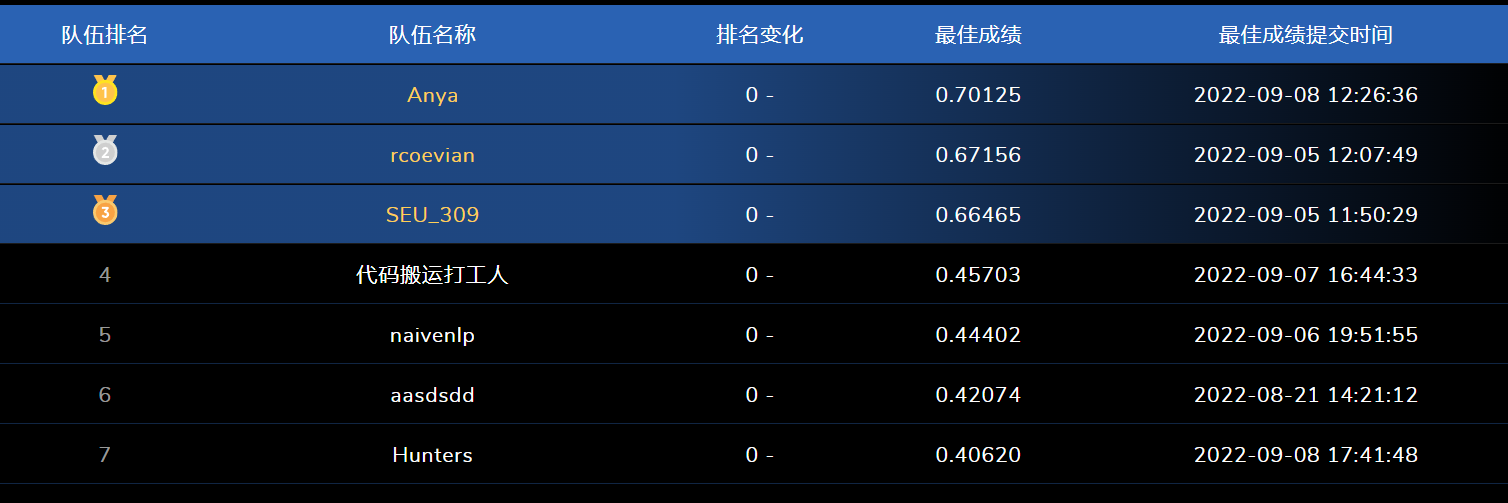 队伍排名 队伍名称 排名变化 最佳成绩 最佳成绩提交时间
1 Anya 0 - 0.70125 2022-09-08 12:26:36
2 rcoevian 0 - 0.67156 2022-09-05 12:07:49
3 SEU_309 0 - 0.66465 2022-09-05 11:50:29
4 代码搬运打工人 0 - 0.45703 2022-09-07 16:44:33
5 naivenlp 0 - 0.44402 2022-09-06 19:51:55
6 aasdsdd 0 - 0.42074 2022-08-21 14:21:12
7 Hunters 0 - 0.40620 2022-09-08 17:41:48